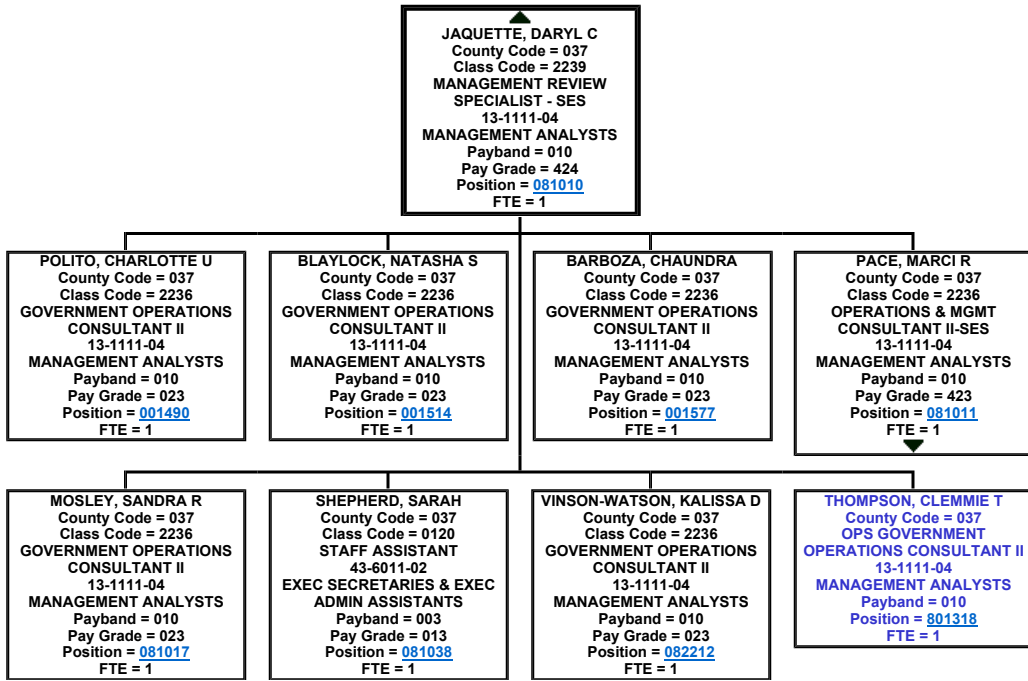 JAQUETTE, DARYL C
County Code = 037
Class Code = 2239
MANAGEMENT REVIEW
SPECIALIST - SES
13-1111-04
MANAGEMENT ANALYSTS
Payband = 010
Pay Grade = 424
Position = 081010
FTE = 1
POLITO, CHARLOTTE U
County Code = 037
Class Code = 2236
GOVERNMENT OPERATIONS
CONSULTANT II
13-1111-04
MANAGEMENT ANALYSTS
Payband = 010
Pay Grade = 023
Position = 001490
FTE = 1
BLAYLOCK, NATASHA S
County Code = 037
Class Code = 2236
GOVERNMENT OPERATIONS
CONSULTANT II
13-1111-04
MANAGEMENT ANALYSTS
Payband = 010
Pay Grade = 023
Position = 001514
FTE = 1
BARBOZA, CHAUNDRA
County Code = 037
Class Code = 2236
GOVERNMENT OPERATIONS
CONSULTANT II
13-1111-04
MANAGEMENT ANALYSTS
Payband = 010
Pay Grade = 023
Position = 001577
FTE = 1
PACE, MARCI R
County Code = 037
Class Code = 2236
OPERATIONS & MGMT
CONSULTANT II-SES
13-1111-04
MANAGEMENT ANALYSTS
Payband = 010
Pay Grade = 423
Position = 081011
FTE = 1
MOSLEY, SANDRA R
County Code = 037
Class Code = 2236
GOVERNMENT OPERATIONS
CONSULTANT II
13-1111-04
MANAGEMENT ANALYSTS
Payband = 010
Pay Grade = 023
Position = 081017
FTE = 1
SHEPHERD, SARAH
County Code = 037
Class Code = 0120
STAFF ASSISTANT
43-6011-02
EXEC SECRETARIES & EXEC
ADMIN ASSISTANTS
Payband = 003
Pay Grade = 013
Position = 081038
FTE = 1
VINSON-WATSON, KALISSA D
County Code = 037
Class Code = 2236
GOVERNMENT OPERATIONS
CONSULTANT II
13-1111-04
MANAGEMENT ANALYSTS
Payband = 010
Pay Grade = 023
Position = 082212
FTE = 1
THOMPSON, CLEMMIE T
County Code = 037
OPS GOVERNMENT
OPERATIONS CONSULTANT II
13-1111-04
MANAGEMENT ANALYSTS
Payband = 010
Position = 801318
FTE = 1